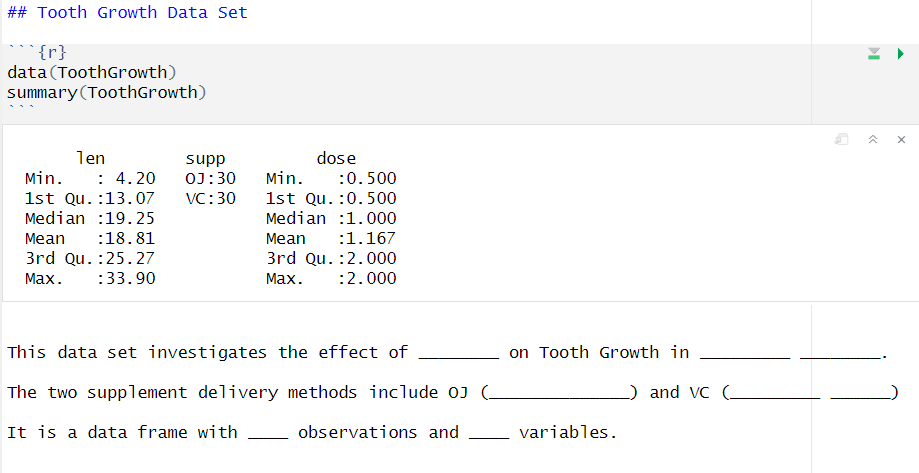 ## Tooth Growth Data Set
```{r}
data(ToothGrowth)
summary(ToothGrowth)
```
      len         supp         dose
 Min.   : 4.20   OJ:30   Min.   :0.500
 1st Qu.:13.07   VC:30   1st Qu.:0.500
 Median :19.25           Median :1.000
 Mean   :18.81           Mean   :1.167
 3rd Qu.:25.27           3rd Qu.:2.000
 Max.   :33.90           Max.   :2.000
This data set investigates the effect of ________ on Tooth Growth in _________ ________.
The two supplement delivery methods include OJ (______________) and VC (_________ ______)
It is a data frame with ____ observations and ____ variables.